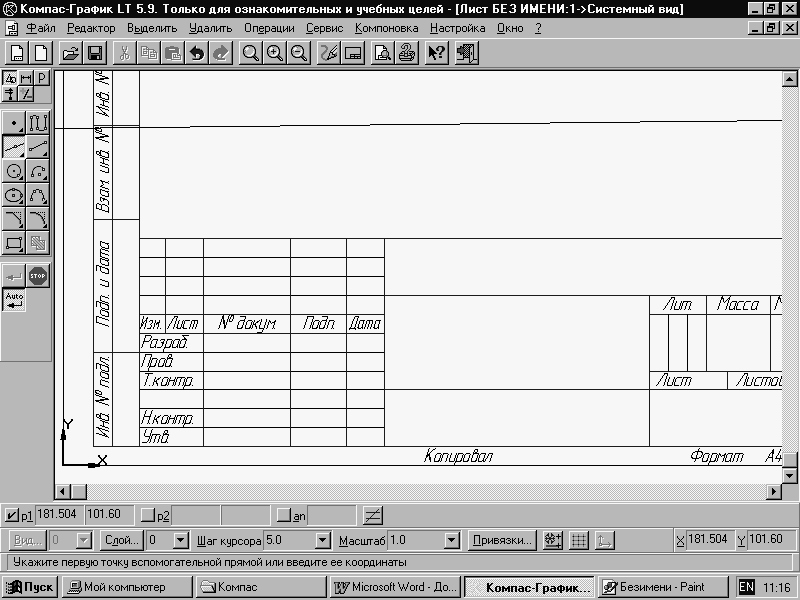 Компас-График LT 5.9. Только для ознакомительных и учебных целей - [Лист БЕЗ ИМЕНИ:1->Системный вид]
Файл Редактор Выделить Удалить Операции Сервис Компоновка Настройка Окно ?
Инв. №
Взам. инв. №
Подп. и дата
Инв. № подл.
Изм. Лист № докум. Подп. Дата
Разраб.
Пров.
Т.контр.
Н.контр.
Утв.
Лит. Масса
Лист
Копировал
Формат A4
Y
X
STOP
Auto
p1 181.504 101.60 p2 an
Вид... 0 Слой... 0 Шаг курсора 5.0 Масштаб 1.0 Привязки... X 181.504 Y 101.60
Укажите первую точку вспомогательной прямой или введите ее координаты
Пуск Мой компьютер Компас Microsoft Word - До... Компас-График... Безимени - Paint EN 11:16